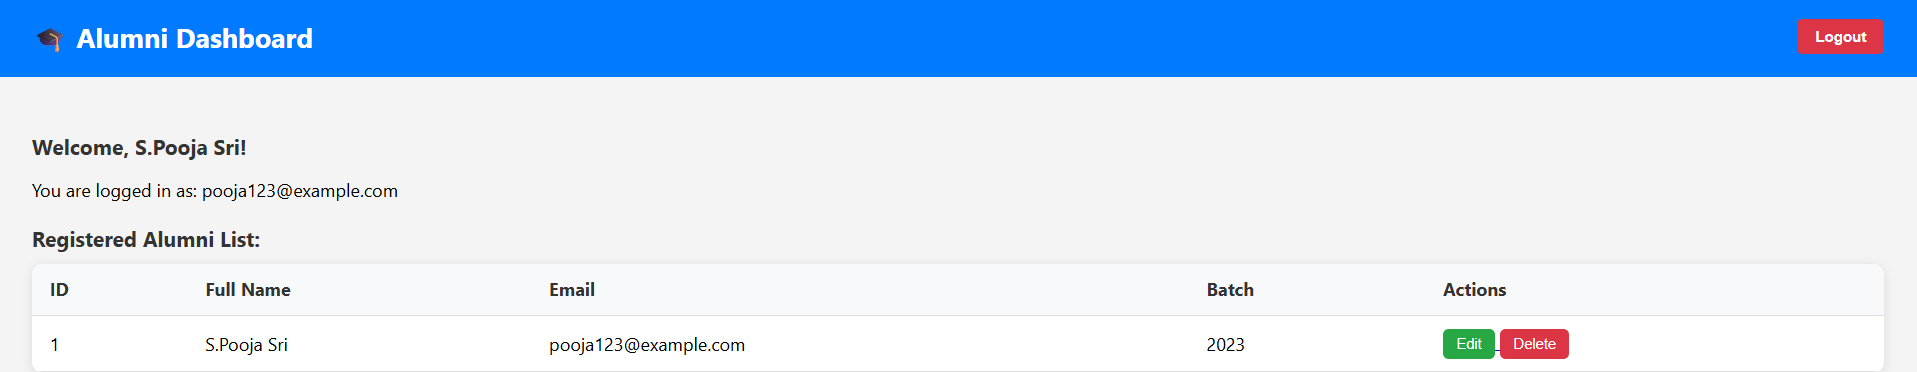 Alumni Dashboard
Logout
Welcome, S.Pooja Sri!
You are logged in as: pooja123@example.com
Registered Alumni List:
ID Full Name Email Batch Actions
1 S.Pooja Sri pooja123@example.com 2023 Edit Delete